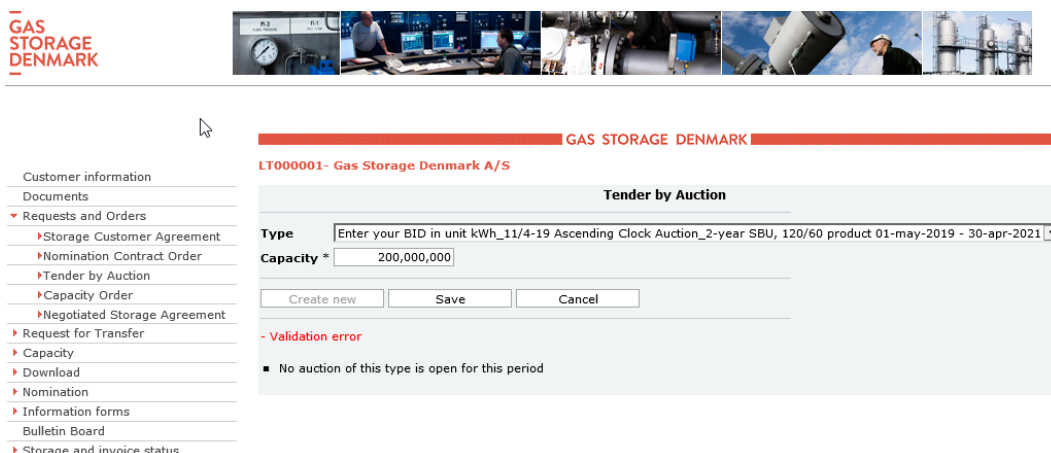 GAS
STORAGE
DENMARK
GAS STORAGE DENMARK
LT000001- Gas Storage Denmark A/S
Customer information
Documents
Requests and Orders
Storage Customer Agreement
Nomination Contract Order
Tender by Auction
Capacity Order
Negotiated Storage Agreement
Request for Transfer
Capacity
Download
Nomination
Information forms
Bulletin Board
Storage and invoice status
Tender by Auction
Type Enter your BID in unit kWh_11/4-19 Ascending Clock Auction_2-year SBU, 120/60 product 01-may-2019 - 30-apr-2021
Capacity * 200,000,000
Create new Save Cancel
- Validation error
▪ No auction of this type is open for this period